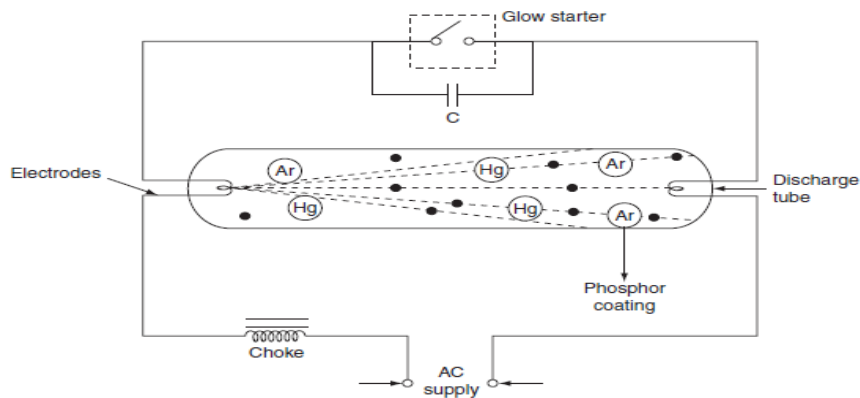 Glow starter
C
Electrodes
Ar
Hg
Ar
Hg
Hg
Ar
Discharge
tube
Phosphor
coating
Choke
AC
supply